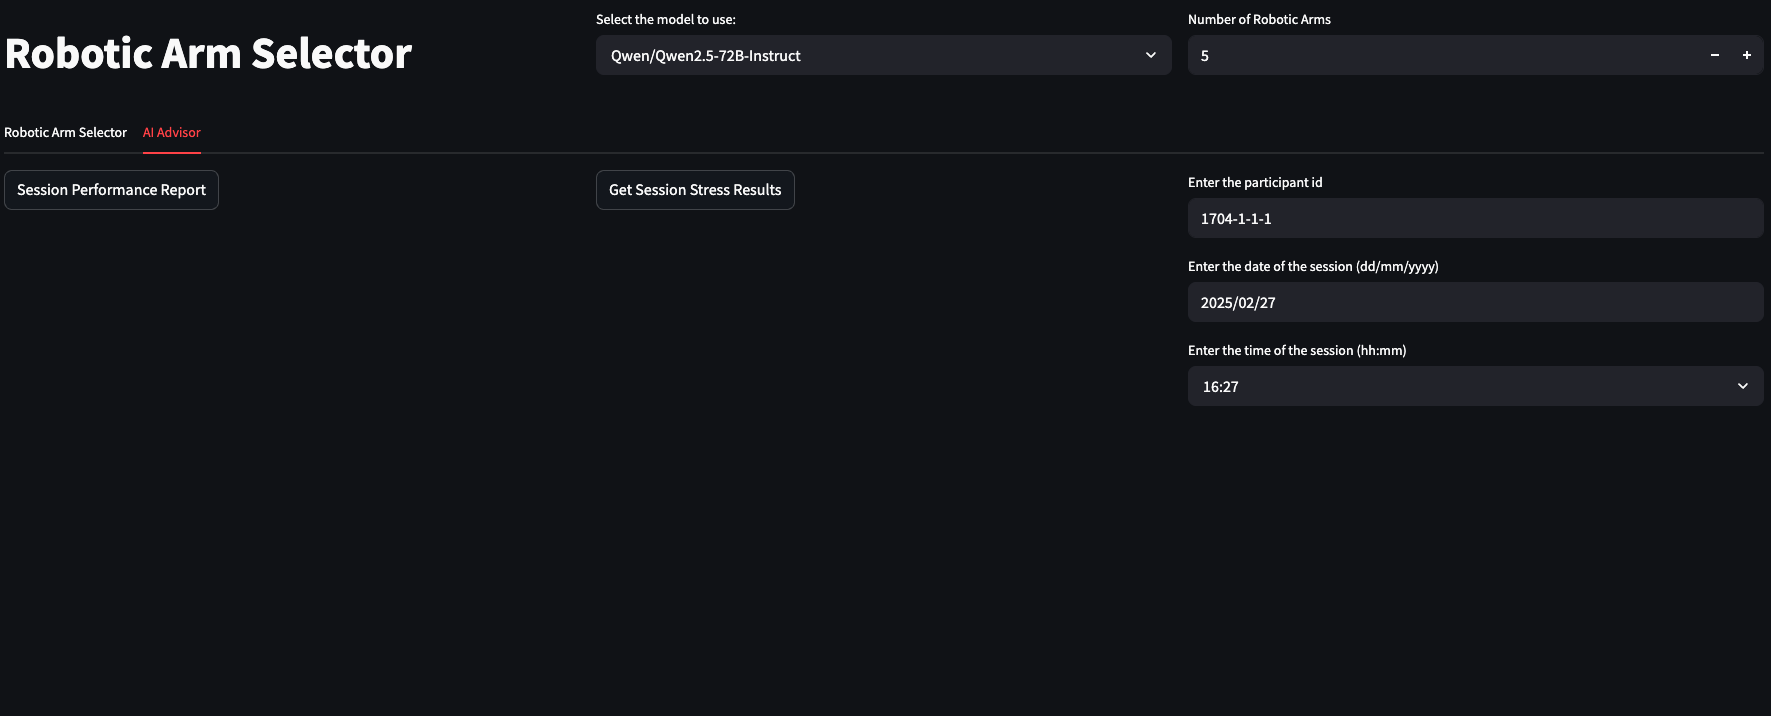 Robotic Arm Selector
Select the model to use:
Qwen/Qwen2.5-72B-Instruct
Number of Robotic Arms
5
Robotic Arm Selector
AI Advisor
Session Performance Report
Get Session Stress Results
Enter the participant id
1704-1-1-1
Enter the date of the session (dd/mm/yyyy)
2025/02/27
Enter the time of the session (hh:mm)
16:27